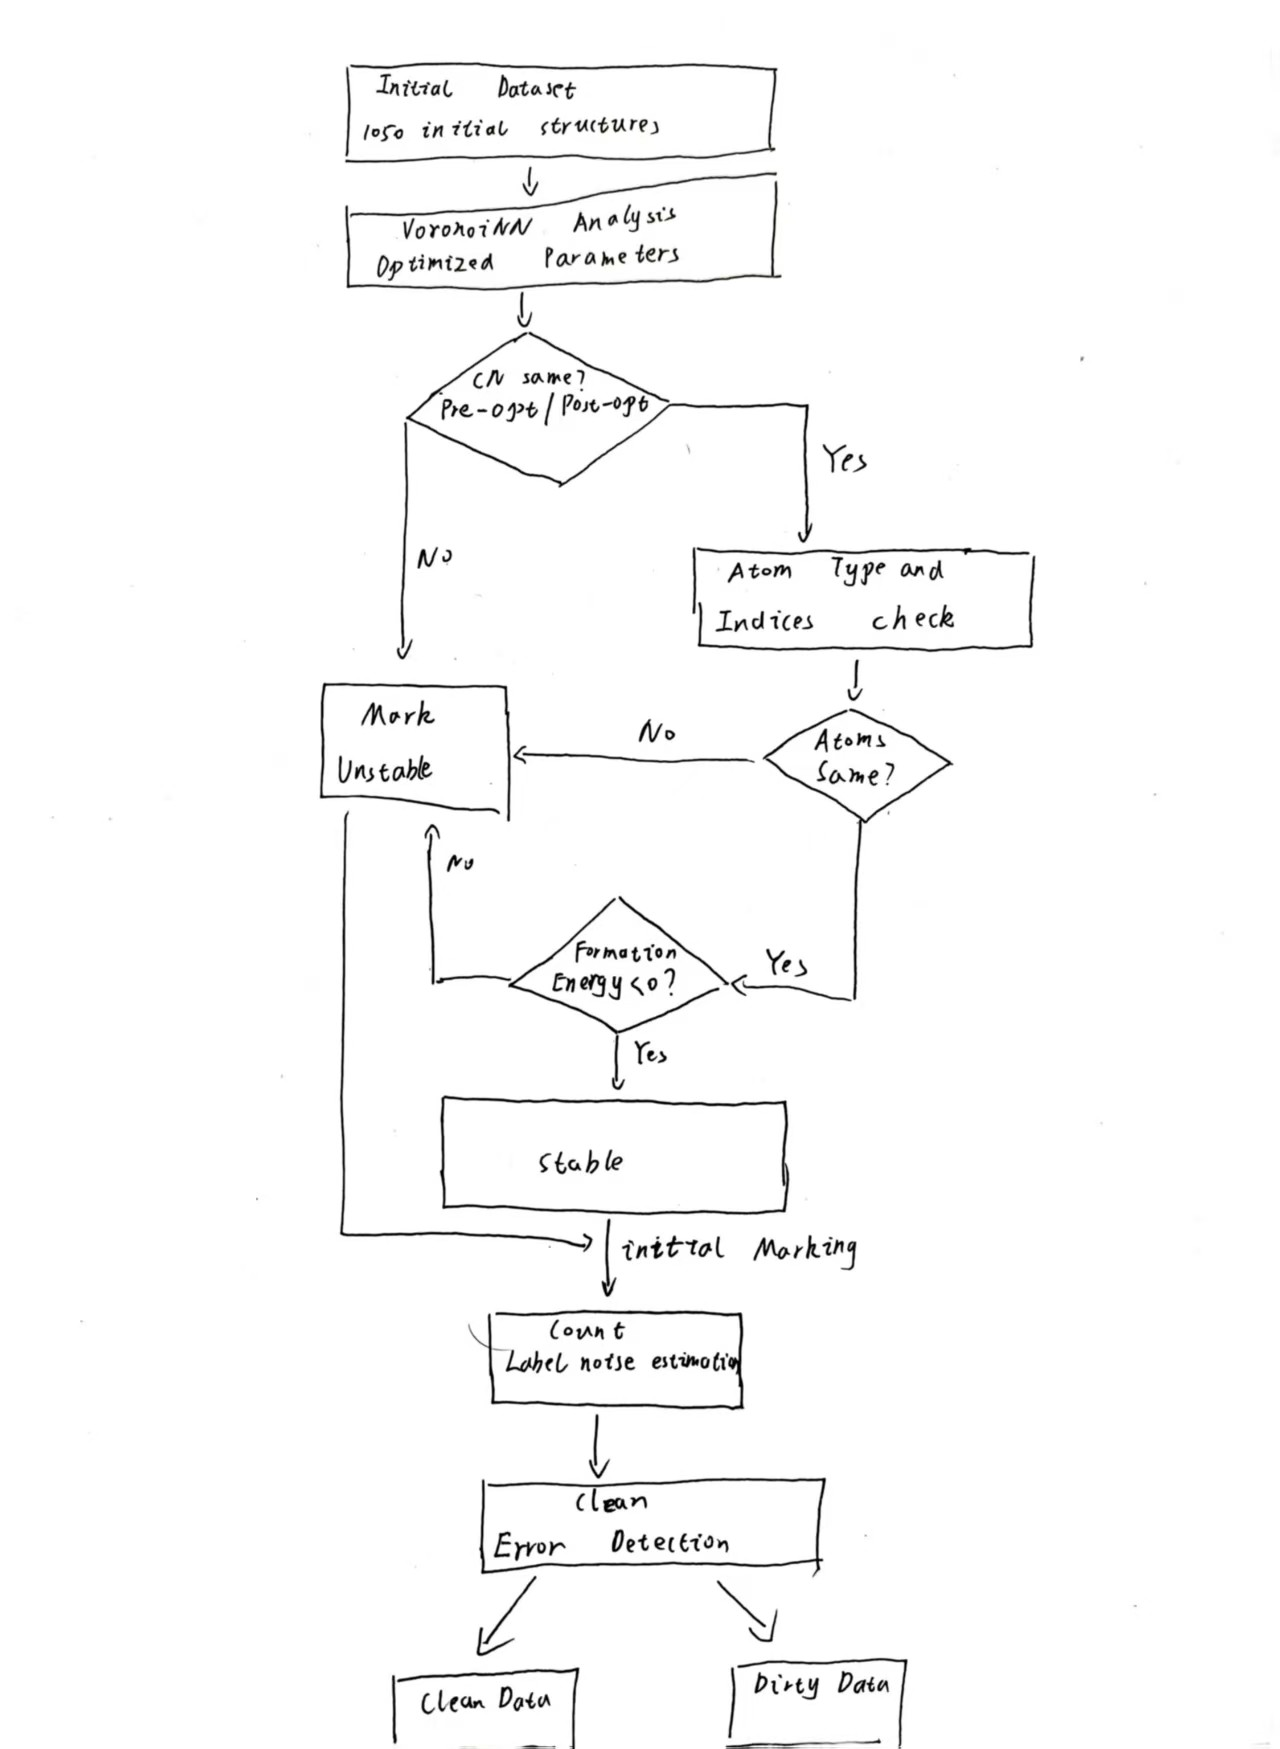 Initial Dataset
1050 initial structures
VoronoiNN Analysis
Optimized Parameters
CN same?
Pre-opt / Post-opt
Yes
No
Atom Type and
Indices check
Mark
Unstable
No
Atoms
Same?
No
Formation
Energy < 0?
Yes
Yes
Stable
initial Marking
Count
Label noise estimation
Clean
Error Detection
Clean Data
Dirty Data